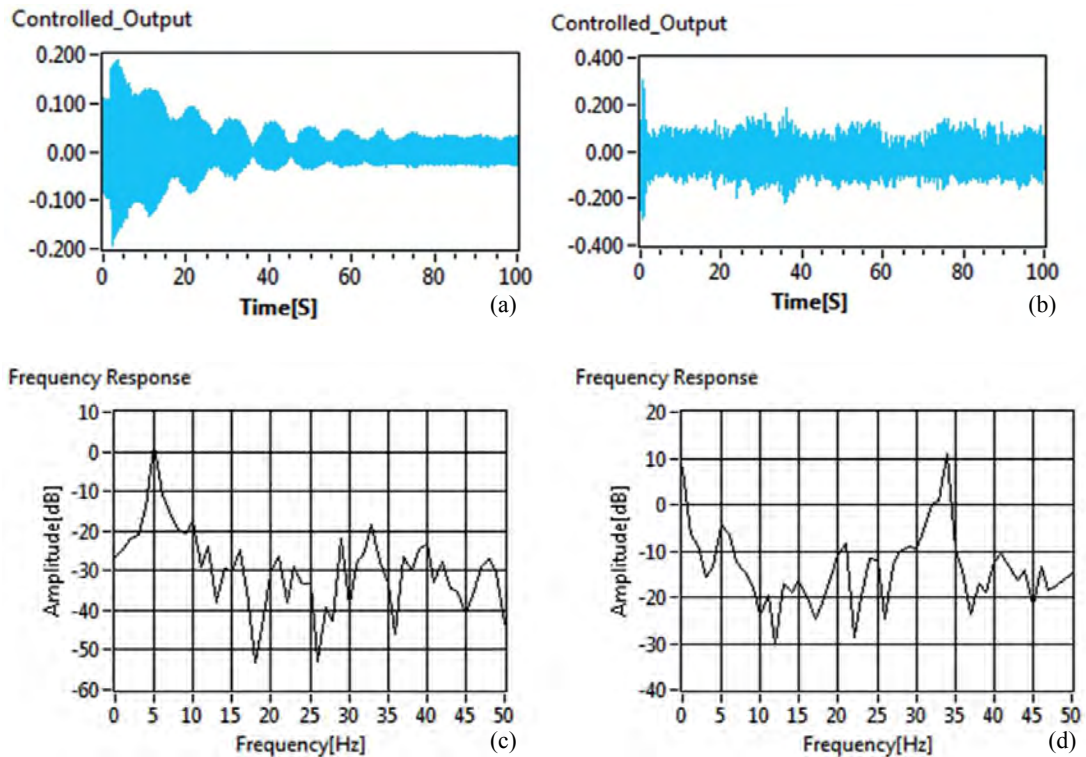 Controlled_Output
0.200
0.100
0.00
-0.100
-0.200
0 20 40 60 80 100
Time[S]
(a)
Controlled_Output
0.400
0.200
0.00
-0.200
-0.400
0 20 40 60 80 100
Time[S]
(b)
Frequency Response
Amplitude[dB]
10
0
-10
-20
-30
-40
-50
-60
0 5 10 15 20 25 30 35 40 45 50
Frequency[Hz]
(c)
Frequency Response
Amplitude[dB]
20
10
0
-10
-20
-30
-40
0 5 10 15 20 25 30 35 40 45 50
Frequency[Hz]
(d)